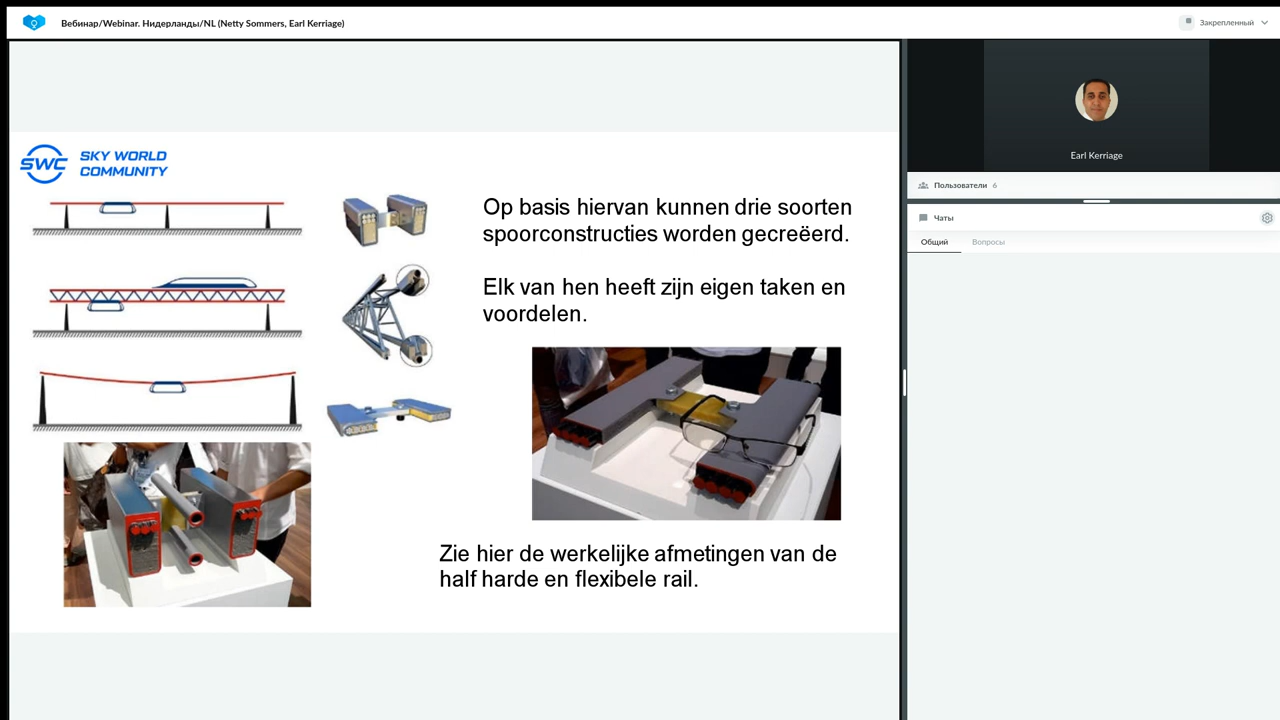 Вебинар/Webinar. Нидерланды/NL (Netty Sommers, Earl Kerriage)
Закрепленный
SWC
SKY WORLD
COMMUNITY
Op basis hiervan kunnen drie soorten
spoorconstructies worden gecreëerd.
Elk van hen heeft zijn eigen taken en
voordelen.
Zie hier de werkelijke afmetingen van de
half harde en flexibele rail.
Earl Kerriage
Пользователи 6
Чаты
Общий Вопросы